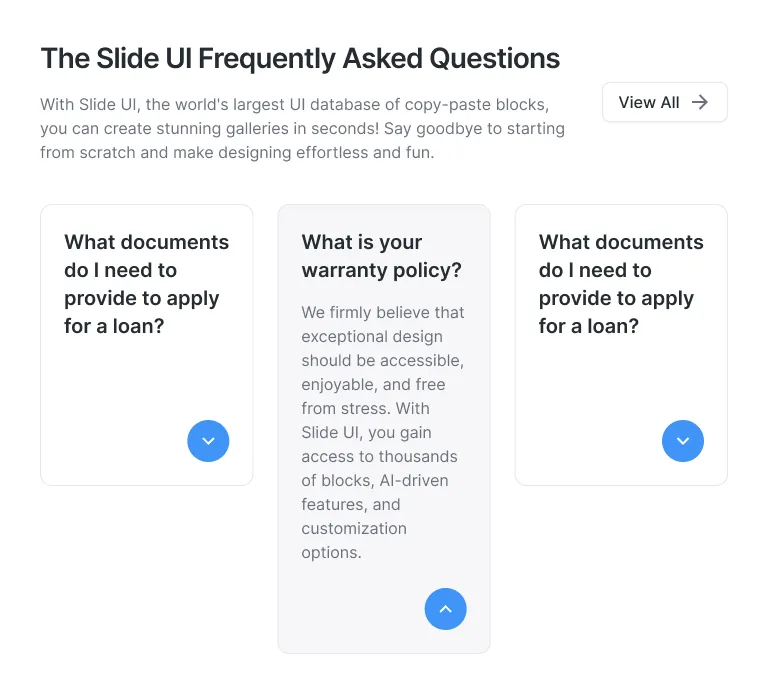 The Slide UI Frequently Asked Questions
With Slide UI, the world's largest UI database of copy-paste blocks,
you can create stunning galleries in seconds! Say goodbye to starting
from scratch and make designing effortless and fun.
View All
What documents
do I need to
provide to apply
for a loan?
What is your
warranty policy?
We firmly believe that
exceptional design
should be accessible,
enjoyable, and free
from stress. With
Slide UI, you gain
access to thousands
of blocks, AI-driven
features, and
customization
options.
What documents
do I need to
provide to apply
for a loan?